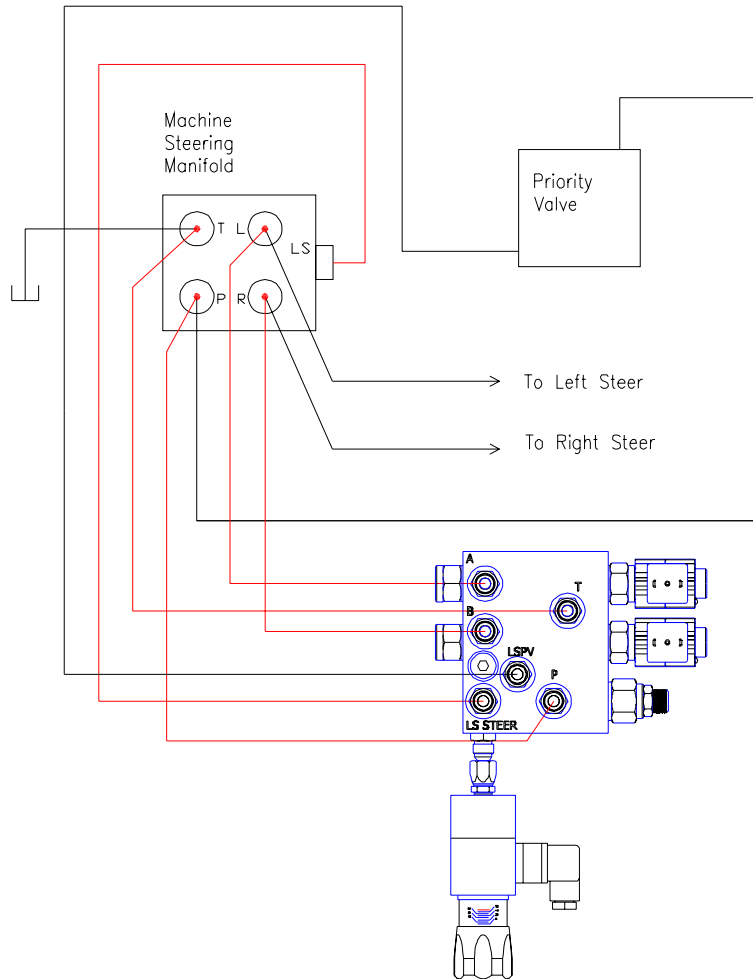 Machine
Steering
Manifold
Priority
Valve
T L
LS
P R
To Left Steer
To Right Steer
A
T
B
LSPV
P
LS STEER